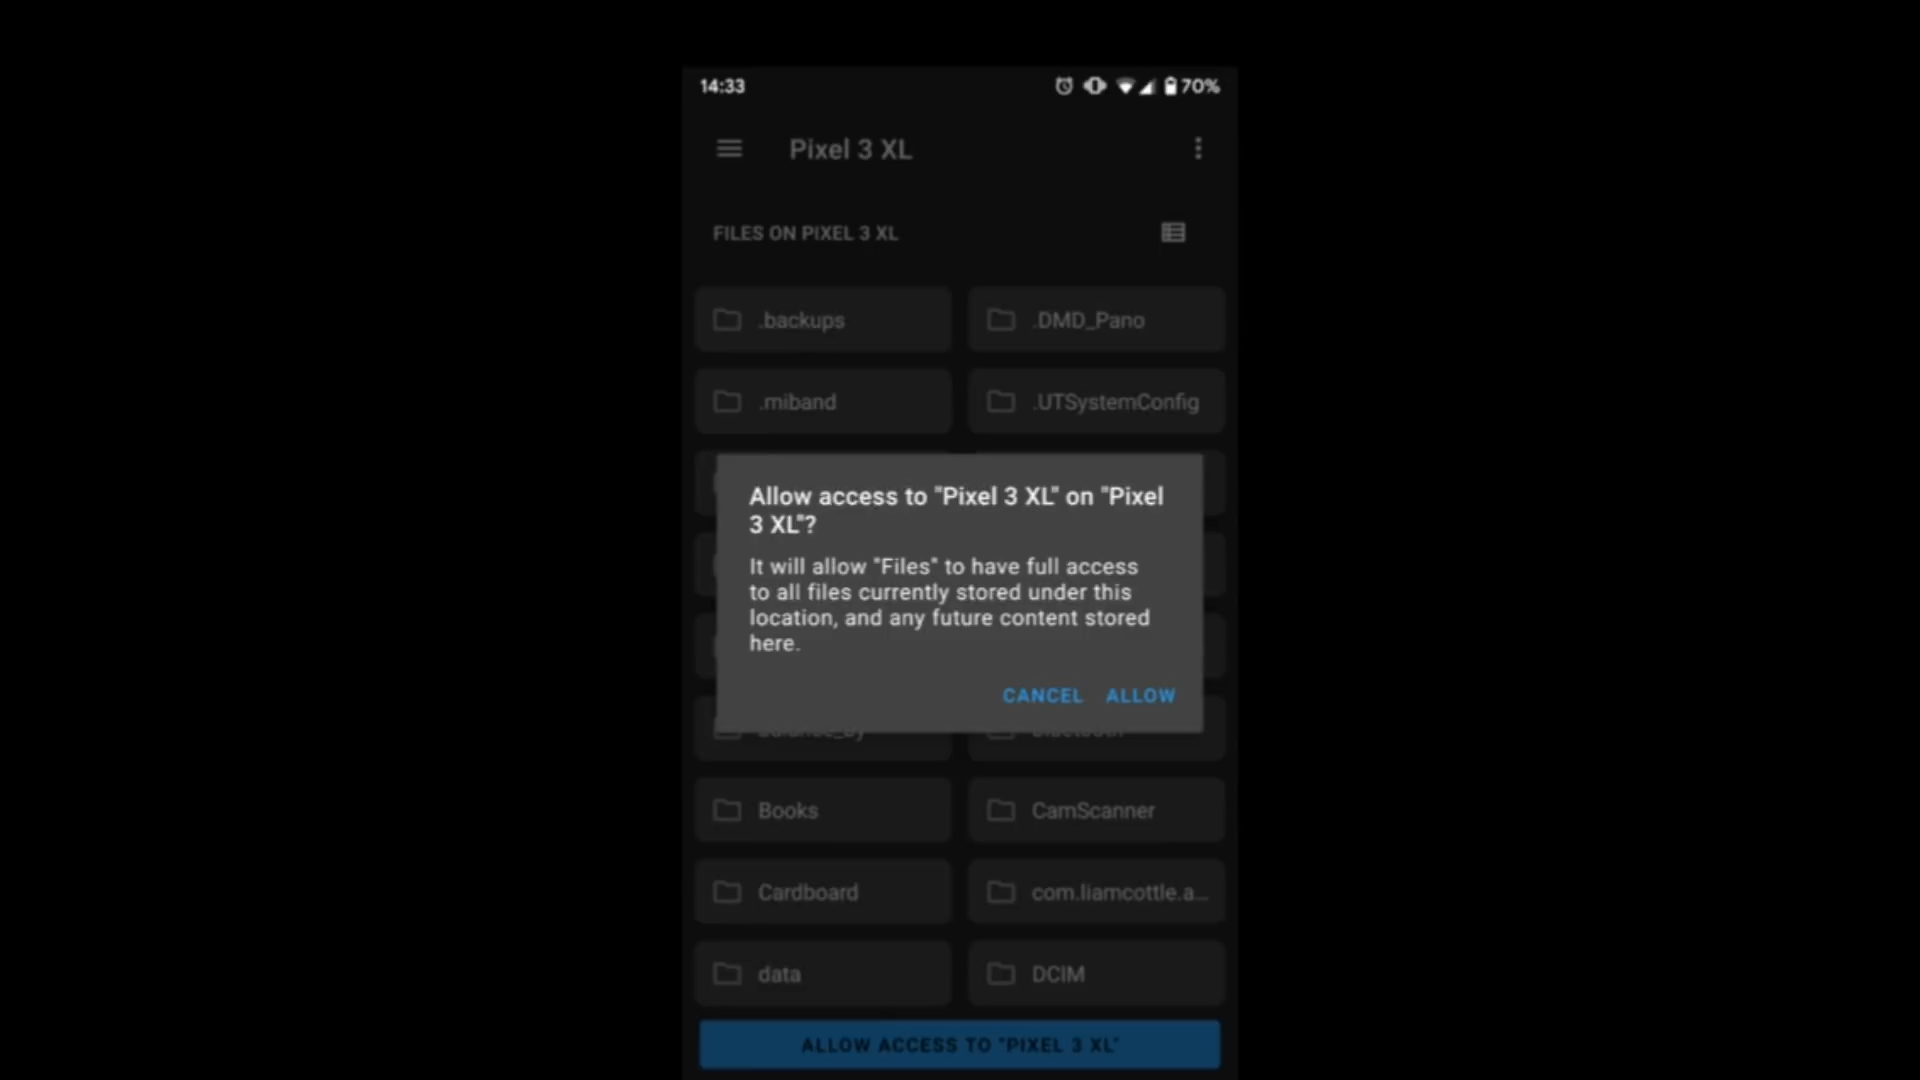 14:33 70%
Pixel 3 XL
FILES ON PIXEL 3 XL
.backups .DMD_Pano
.miband .UTSystemConfig
Allow access to "Pixel 3 XL" on "Pixel
3 XL"?
It will allow "Files" to have full access
to all files currently stored under this
location, and any future content stored
here.
CANCEL ALLOW
Books CamScanner
Cardboard com.liamcottle.a...
data DCIM
ALLOW ACCESS TO "PIXEL 3 XL"